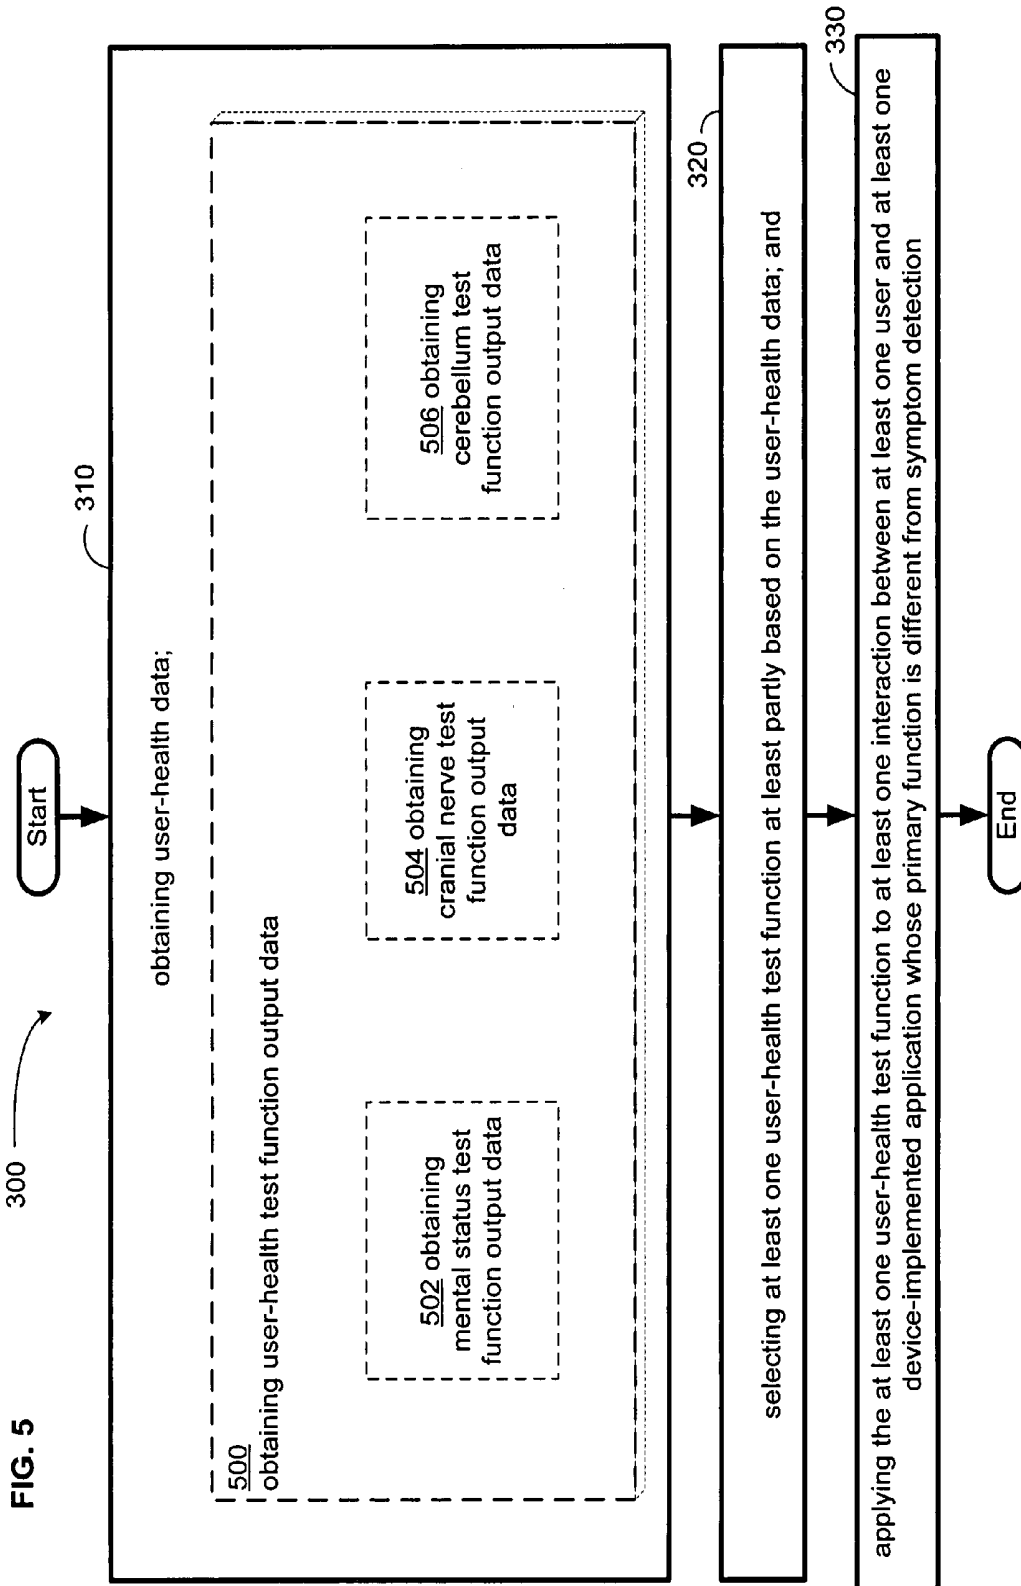 FIG. 5
300
Start
310
obtaining user-health data;
500
obtaining user-health test function output data
502 obtaining
mental status test
function output data
504 obtaining
cranial nerve test
function output
data
506 obtaining
cerebellum test
function output data
320
selecting at least one user-health test function at least partly based on the user-health data; and
330
applying the at least one user-health test function to at least one interaction between at least one user and at least one
device-implemented application whose primary function is different from symptom detection
End